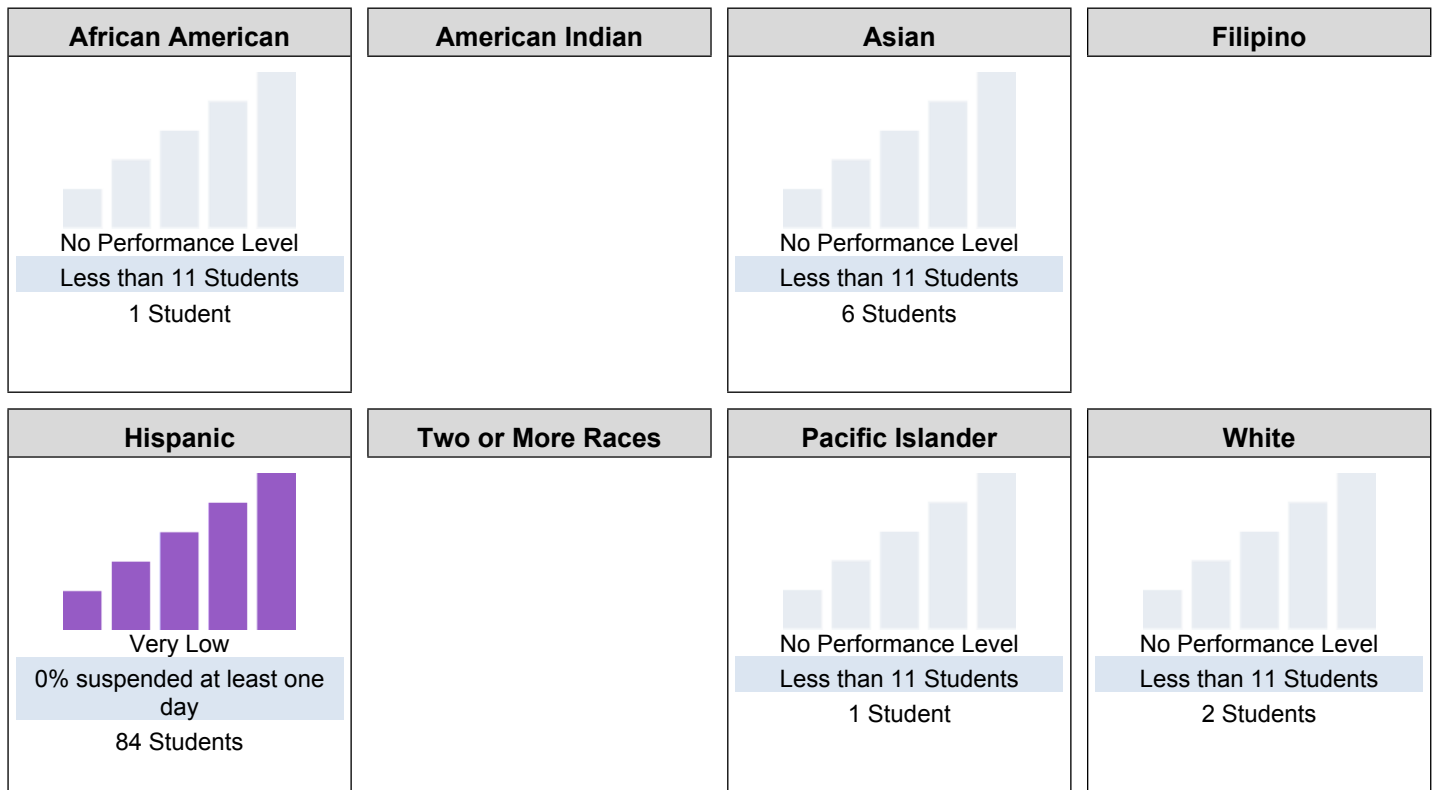 African American
American Indian
Asian
Filipino
No Performance Level
Less than 11 Students
1 Student
No Performance Level
Less than 11 Students
6 Students
Hispanic
Two or More Races
Pacific Islander
White
Very Low
0% suspended at least one
day
84 Students
No Performance Level
Less than 11 Students
1 Student
No Performance Level
Less than 11 Students
2 Students